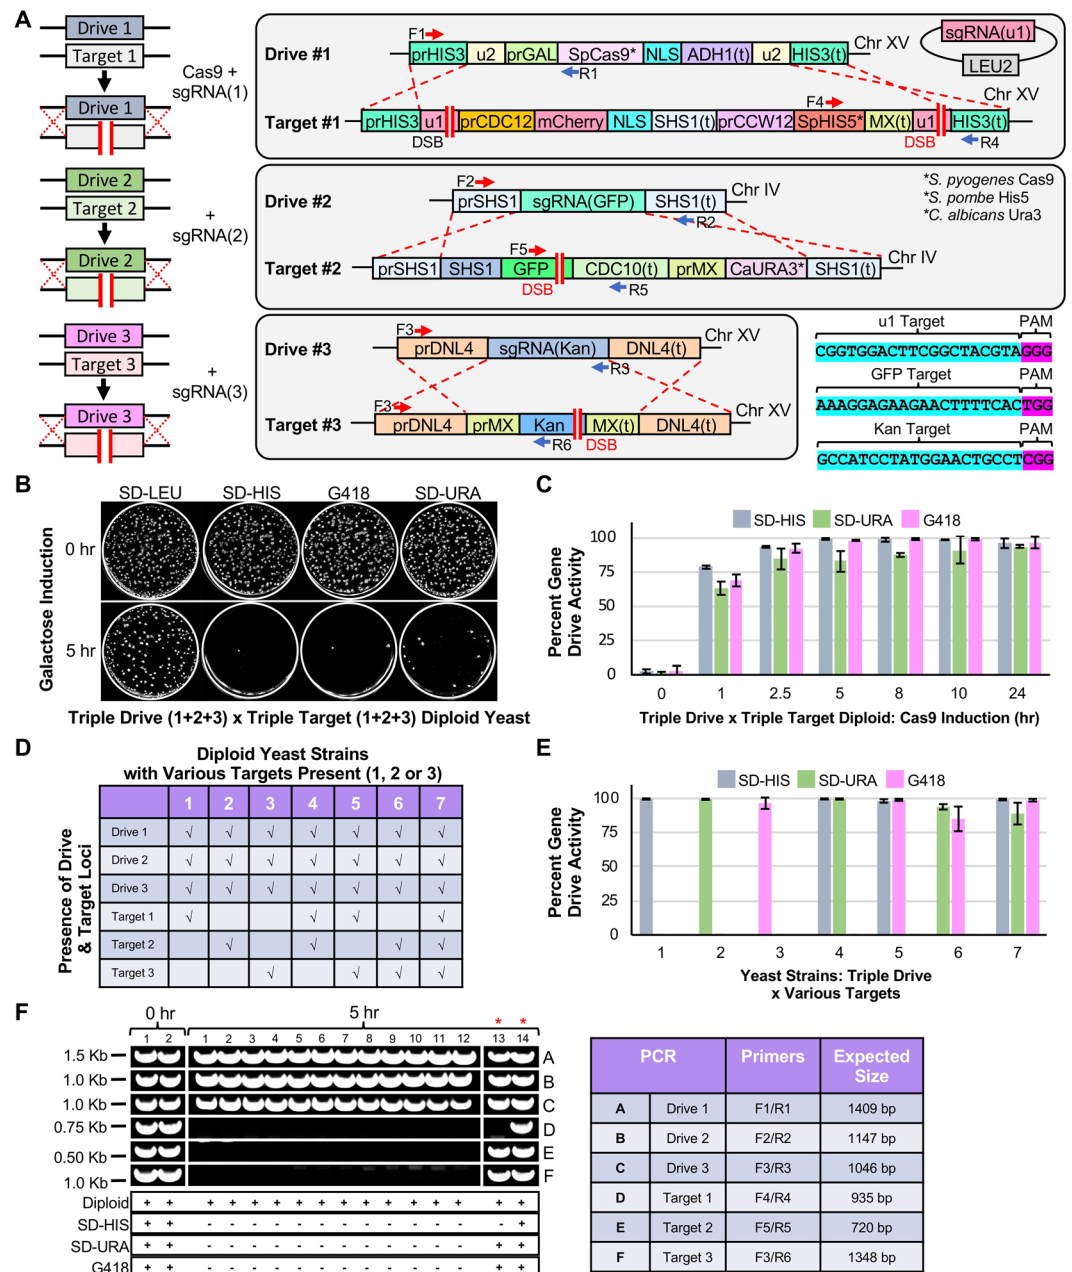 A
Drive 1
Target 1
Cas9 +
sgRNA(1)
Drive 1
Drive 2
Target 2
+
sgRNA(2)
Drive 2
Drive 3
Target 3
+
sgRNA(3)
Drive 3
F1
Drive #1
prHIS3 u2 prGAL SpCas9* NLS ADH1(t) u2 HIS3(t)
Chr XV
R1
sgRNA(u1)
LEU2
Chr XV
F4
Target #1
prHIS3 u1 prCDC12 mCherry NLS SHS1(t) prCCW12 SpHIS5* MX(t) u1 HIS3(t)
DSB
DSB
R4
F2
Drive #2
prSHS1 sgRNA(GFP) SHS1(t)
Chr IV
R2
*S. pyogenes Cas9
*S. pombe His5
*C. albicans Ura3
F5
Target #2
prSHS1 SHS1 GFP CDC10(t) prMX CaURA3* SHS1(t)
Chr IV
DSB
R5
F3
Drive #3
prDNL4 sgRNA(Kan) DNL4(t)
Chr XV
R3
F3
Target #3
prDNL4 prMX Kan MX(t) DNL4(t)
Chr XV
R6
DSB
u1 Target PAM
CGGTGGACTTCGGCTACGTAGGG
GFP Target PAM
AAAGGAGAAGAACTTTTCACTGG
Kan Target PAM
GCCATCCTATGGAACTGCCTCGG
B
SD-LEU SD-HIS G418 SD-URA
Galactose Induction
0 hr
5 hr
Triple Drive (1+2+3) x Triple Target (1+2+3) Diploid Yeast
C
SD-HIS SD-URA G418
Percent Gene
Drive Activity
100
75
50
25
0
0 1 2.5 5 8 10 24
Triple Drive x Triple Target Diploid: Cas9 Induction (hr)
D
Diploid Yeast Strains
with Various Targets Present (1, 2 or 3)
Presence of Drive
& Target Loci
1 2 3 4 5 6 7
Drive 1 √ √ √ √ √ √ √
Drive 2 √ √ √ √ √ √ √
Drive 3 √ √ √ √ √ √ √
Target 1 √ √ √ √
Target 2 √ √ √ √
Target 3 √ √ √ √
E
SD-HIS SD-URA G418
Percent Gene
Drive Activity
100
75
50
25
0
1 2 3 4 5 6 7
Yeast Strains: Triple Drive
x Various Targets
F
0 hr 5 hr * *
1 2 1 2 3 4 5 6 7 8 9 10 11 12 13 14
1.5 Kb A
1.0 Kb B
1.0 Kb C
0.75 Kb D
0.50 Kb E
1.0 Kb F
Diploid + + + + + + + + + + + + + + + +
SD-HIS + + - - - - - - - - - - - - - +
SD-URA + + - - - - - - - - - - - - + +
G418 + + - - - - - - - - - - - - + +
PCR Primers Expected
Size
A Drive 1 F1/R1 1409 bp
B Drive 2 F2/R2 1147 bp
C Drive 3 F3/R3 1046 bp
D Target 1 F4/R4 935 bp
E Target 2 F5/R5 720 bp
F Target 3 F3/R6 1348 bp